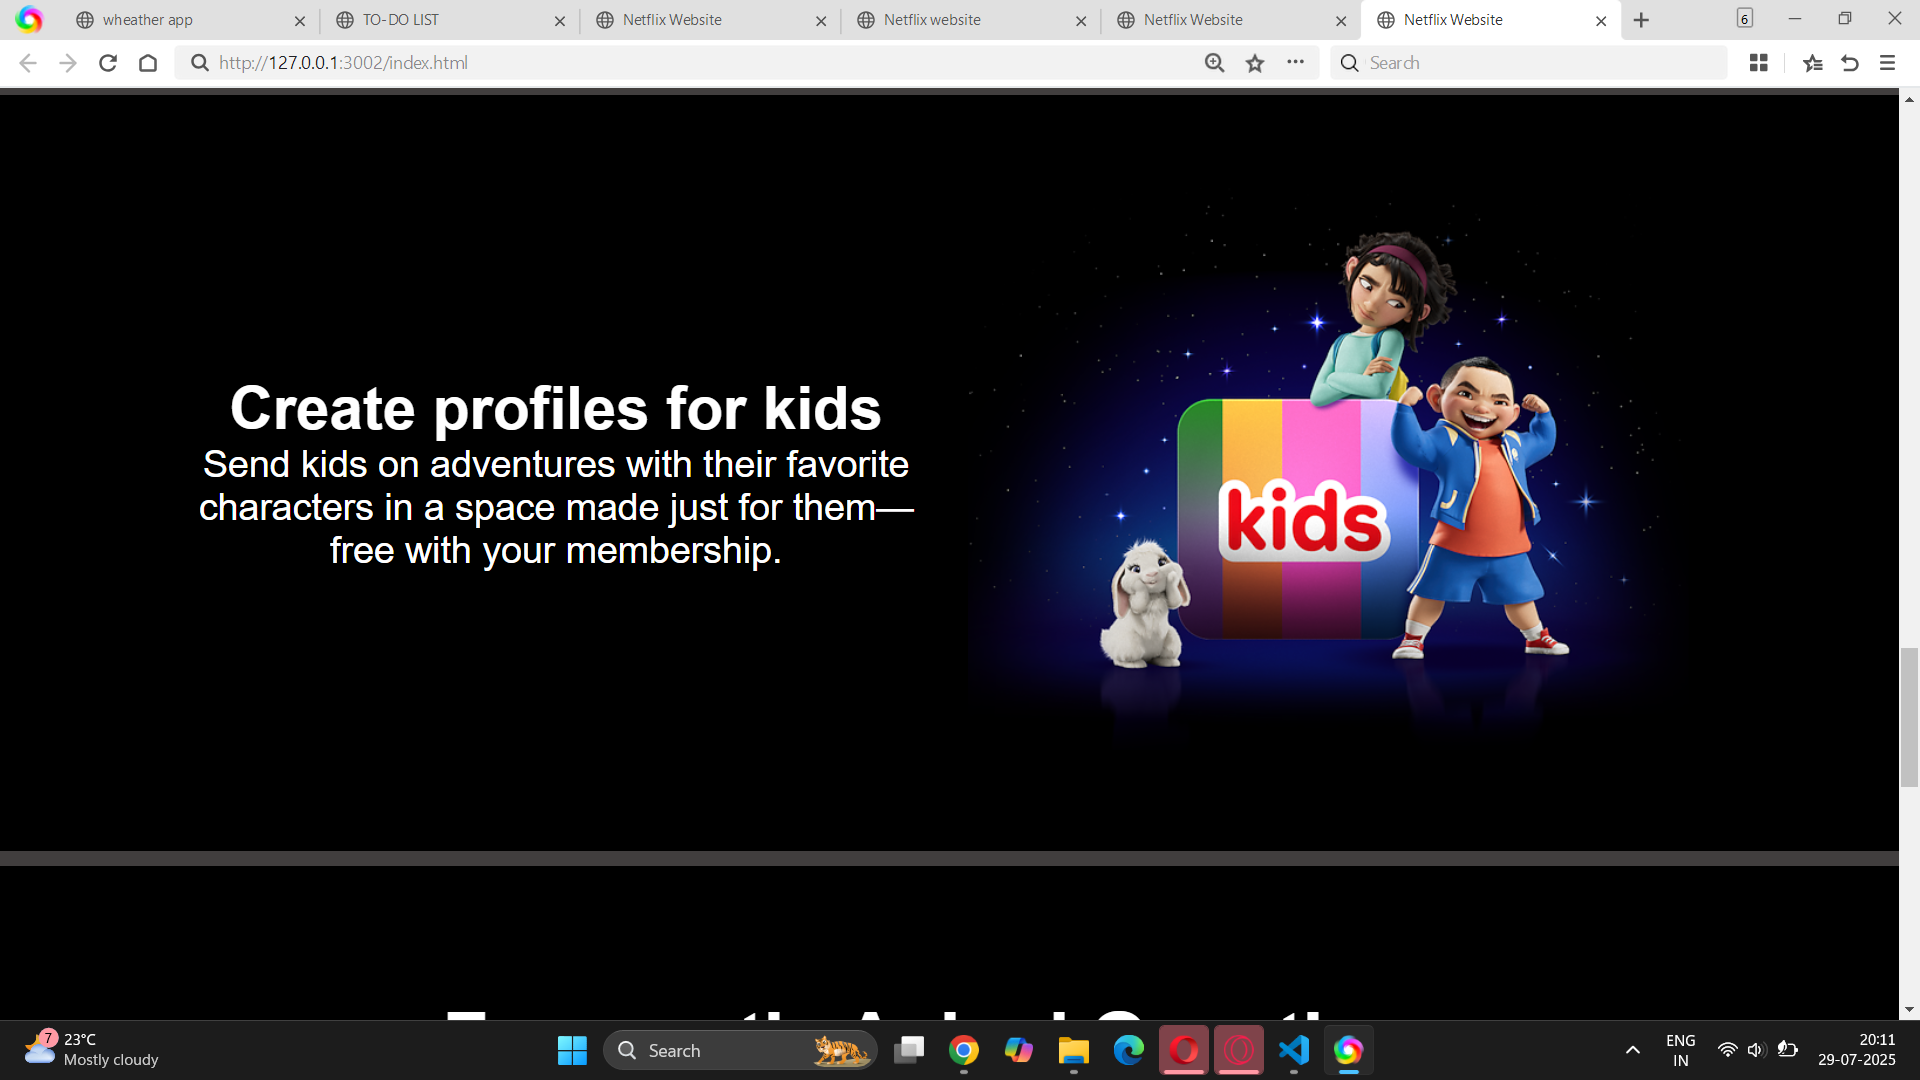 wheather app
TO-DO LIST
Netflix Website
Netflix website
Netflix Website
Netflix Website
6
http://127.0.0.1:3002/index.html
Search
Create profiles for kids
Send kids on adventures with their favorite
characters in a space made just for them—
free with your membership.
kids
7
23°C
Mostly cloudy
Search
ENG
IN
20:11
29-07-2025